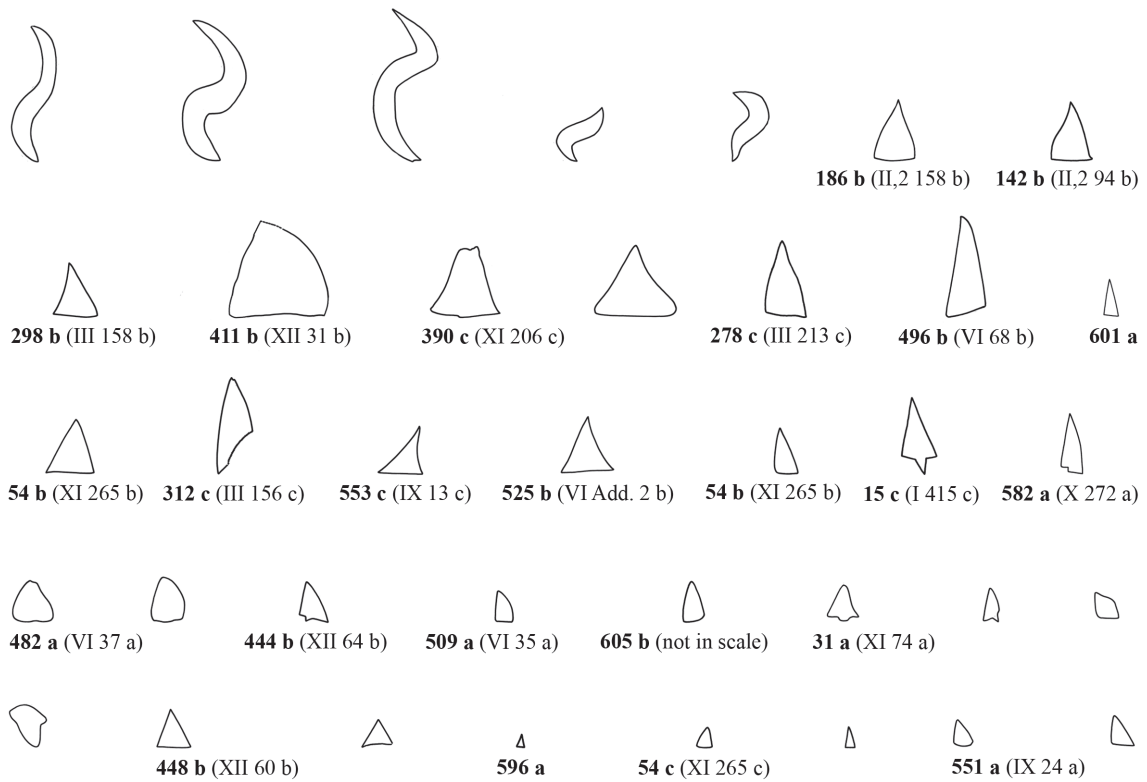 186 b (II,2 158 b) 142 b (II,2 94 b)
298 b (III 158 b) 411 b (XII 31 b) 390 c (XI 206 c) 278 c (III 213 c) 496 b (VI 68 b) 601 a
54 b (XI 265 b) 312 c (III 156 c) 553 c (IX 13 c) 525 b (VI Add. 2 b) 54 b (XI 265 b) 15 c (I 415 c) 582 a (X 272 a)
482 a (VI 37 a) 444 b (XII 64 b) 509 a (VI 35 a) 605 b (not in scale) 31 a (XI 74 a)
448 b (XII 60 b) 596 a 54 c (XI 265 c) 551 a (IX 24 a)